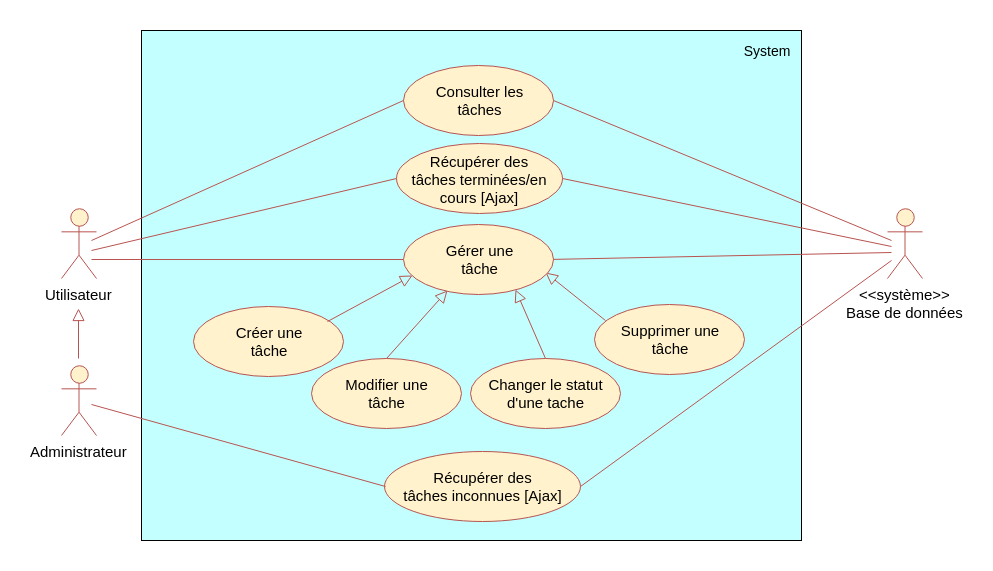 System
Consulter les
tâches
Récupérer des
tâches terminées/en
cours [Ajax]
Gérer une
tâche
Utilisateur
<<système>>
Base de données
Créer une
tâche
Supprimer une
tâche
Modifier une
tâche
Changer le statut
d'une tache
Administrateur
Récupérer des
tâches inconnues [Ajax]